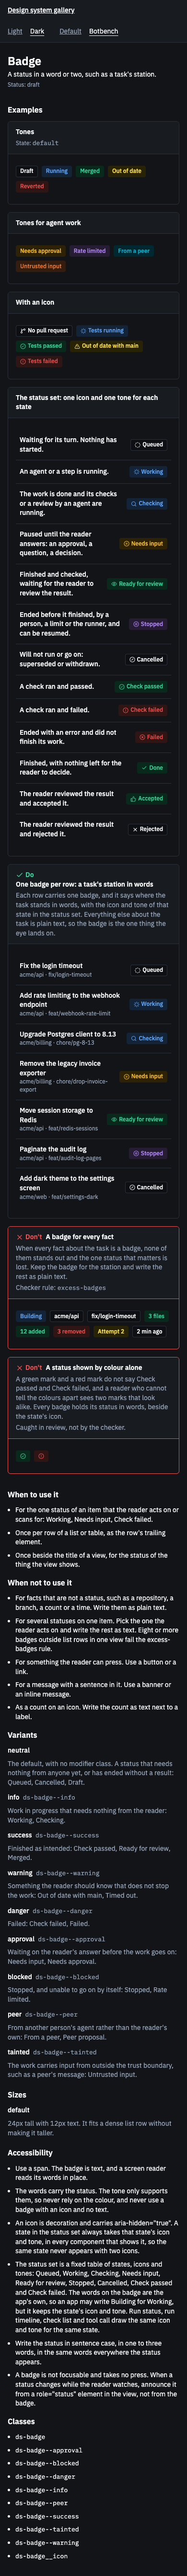 Design system gallery
Light Dark Default Botbench
Badge
A status in a word or two, such as a task's station.
Status: draft
Examples
Tones
State: default
Draft Running Merged Out of date
Reverted
Tones for agent work
Needs approval Rate limited From a peer
Untrusted input
With an icon
No pull request Tests running
Tests passed Out of date with main
Tests failed
The status set: one icon and one tone for each
state
Waiting for its turn. Nothing has
started.
Queued
An agent or a step is running.
Working
The work is done and its checks
or a review by an agent are
running.
Checking
Paused until the reader
answers: an approval, a
question, a decision.
Needs input
Finished and checked,
waiting for the reader to
review the result.
Ready for review
Ended before it finished, by a
person, a limit or the runner, and
can be resumed.
Stopped
Will not run or go on:
superseded or withdrawn.
Cancelled
A check ran and passed.
Check passed
A check ran and failed.
Check failed
Ended with an error and did not
finish its work.
Failed
Finished, with nothing left for the
reader to decide.
Done
The reader reviewed the result
and accepted it.
Accepted
The reader reviewed the result
and rejected it.
Rejected
Do
One badge per row: a task's station in words
Each row carries one badge, and it says where the
task stands in words, with the icon and tone of that
state in the status set. Everything else about the
task is plain text, so the badge is the one thing the
eye lands on.
Fix the login timeout
acme/api · fix/login-timeout
Queued
Add rate limiting to the webhook
endpoint
acme/api · feat/webhook-rate-limit
Working
Upgrade Postgres client to 8.13
acme/billing · chore/pg-8-13
Checking
Remove the legacy invoice
exporter
acme/billing · chore/drop-invoice-
export
Needs input
Move session storage to
Redis
acme/api · feat/redis-sessions
Ready for review
Paginate the audit log
acme/api · feat/audit-log-pages
Stopped
Add dark theme to the settings
screen
acme/web · feat/settings-dark
Cancelled
Don't A badge for every fact
When every fact about the task is a badge, none of
them stands out and the one status that matters is
lost. Keep the badge for the station and write the
rest as plain text.
Checker rule: excess-badges
Building acme/api fix/login-timeout 3 files
12 added 3 removed Attempt 2 2 min ago
Don't A status shown by colour alone
A green mark and a red mark do not say Check
passed and Check failed, and a reader who cannot
tell the colours apart sees two marks that look
alike. Every badge holds its status in words, beside
the state's icon.
Caught in review, not by the checker.
When to use it
• For the one status of an item that the reader acts on or
scans for: Working, Needs input, Check failed.
• Once per row of a list or table, as the row's trailing
element.
• Once beside the title of a view, for the status of the
thing the view shows.
When not to use it
• For facts that are not a status, such as a repository, a
branch, a count or a time. Write them as plain text.
• For several statuses on one item. Pick the one the
reader acts on and write the rest as text. Eight or more
badges outside list rows in one view fail the excess-
badges rule.
• For something the reader can press. Use a button or a
link.
• For a message with a sentence in it. Use a banner or
an inline message.
• As a count on an icon. Write the count as text next to a
label.
Variants
neutral
The default, with no modifier class. A status that needs
nothing from anyone yet, or has ended without a result:
Queued, Cancelled, Draft.
info ds-badge--info
Work in progress that needs nothing from the reader:
Working, Checking.
success ds-badge--success
Finished as intended: Check passed, Ready for review,
Merged.
warning ds-badge--warning
Something the reader should know that does not stop
the work: Out of date with main, Timed out.
danger ds-badge--danger
Failed: Check failed, Failed.
approval ds-badge--approval
Waiting on the reader's answer before the work goes on:
Needs input, Needs approval.
blocked ds-badge--blocked
Stopped, and unable to go on by itself: Stopped, Rate
limited.
peer ds-badge--peer
From another person's agent rather than the reader's
own: From a peer, Peer proposal.
tainted ds-badge--tainted
The work carries input from outside the trust boundary,
such as a peer's message: Untrusted input.
Sizes
default
24px tall with 12px text. It fits a dense list row without
making it taller.
Accessibility
• Use a span. The badge is text, and a screen reader
reads its words in place.
• The words carry the status. The tone only supports
them, so never rely on the colour, and never use a
badge with an icon and no text.
• An icon is decoration and carries aria-hidden="true". A
state in the status set always takes that state's icon
and tone, in every component that shows it, so the
same state never appears with two icons.
• The status set is a fixed table of states, icons and
tones: Queued, Working, Checking, Needs input,
Ready for review, Stopped, Cancelled, Check passed
and Check failed. The words on the badge are the
app's own, so an app may write Building for Working,
but it keeps the state's icon and tone. Run status, run
timeline, check list and tool call draw the same icon
and tone for the same state.
• Write the status in sentence case, in one to three
words, in the same words everywhere the status
appears.
• A badge is not focusable and takes no press. When a
status changes while the reader watches, announce it
from a role="status" element in the view, not from the
badge.
Classes
• ds-badge
• ds-badge--approval
• ds-badge--blocked
• ds-badge--danger
• ds-badge--info
• ds-badge--peer
• ds-badge--success
• ds-badge--tainted
• ds-badge--warning
• ds-badge__icon